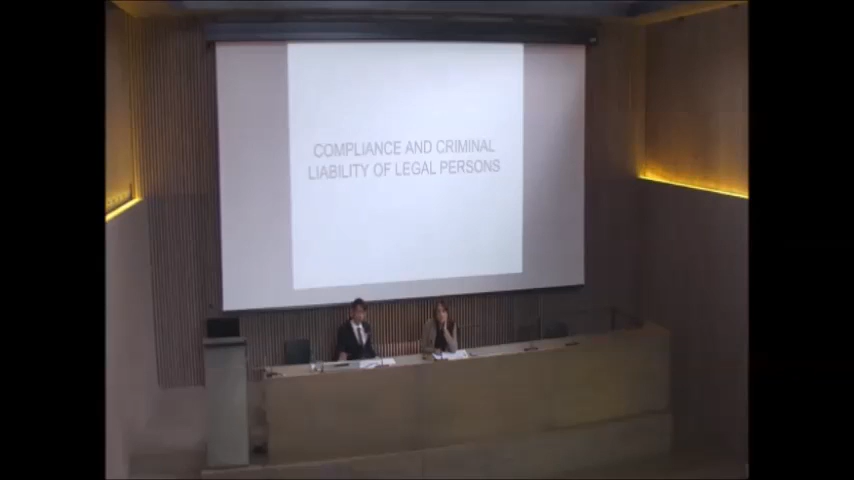 COMPLIANCE AND CRIMINAL
LIABILITY OF LEGAL PERSONS